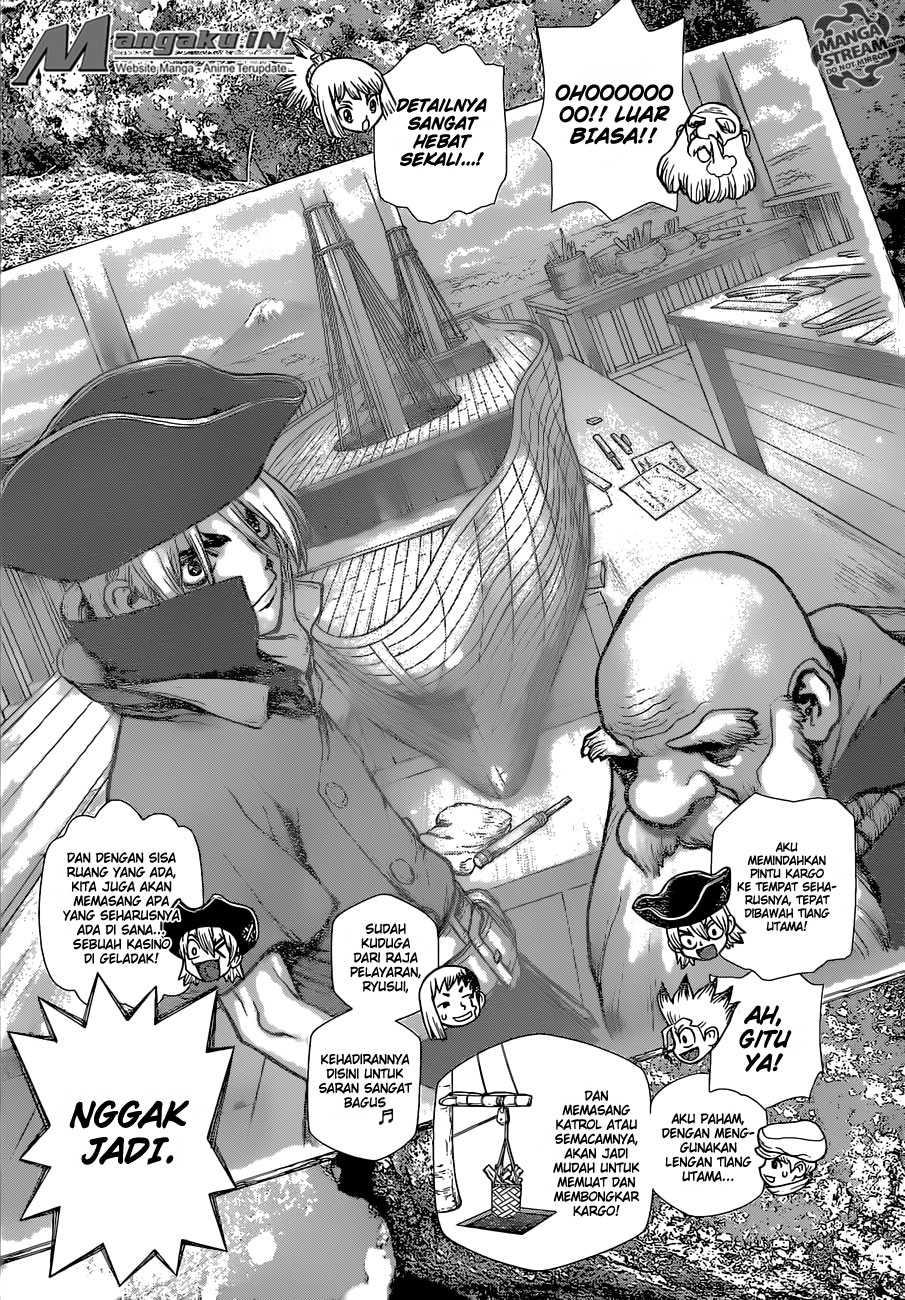 Mangaku.in
Website Manga - Anime Terupdate
MANGA
STREAM
DO NOT MIRROR
OHOOOOOO
OO!! LUAR
BIASA!!
DETAILNYA
SANGAT
HEBAT
SEKALI...!
AKU
MEMINDAHKAN
PINTU KARGO
KE TEMPAT SEHA-
RUSNYA, TEPAT
DIBAWAH TIANG
UTAMA!
AH,
GITU
YA!
AKU PAHAM,
DENGAN MENG-
GUNAKAN
LENGAN TIANG
UTAMA...
DAN
MEMASANG
KATROL ATAU
SEMACAMNYA,
AKAN JADI
MUDAH UNTUK
MEMUAT DAN
MEMBONGKAR
KARGO!
SUDAH
KUDUGA
DARI RAJA
PELAYARAN,
RYUSUI,
KEHADIRANNYA
DISINI UNTUK
SARAN SANGAT
BAGUS
♫
DAN DENGAN SISA
RUANG YANG ADA,
KITA JUGA AKAN
MEMASANG APA
YANG SEHARUSNYA
ADA DI SANA...
SEBUAH KASINO
DI GELADAK!
NGGAK
JADI.